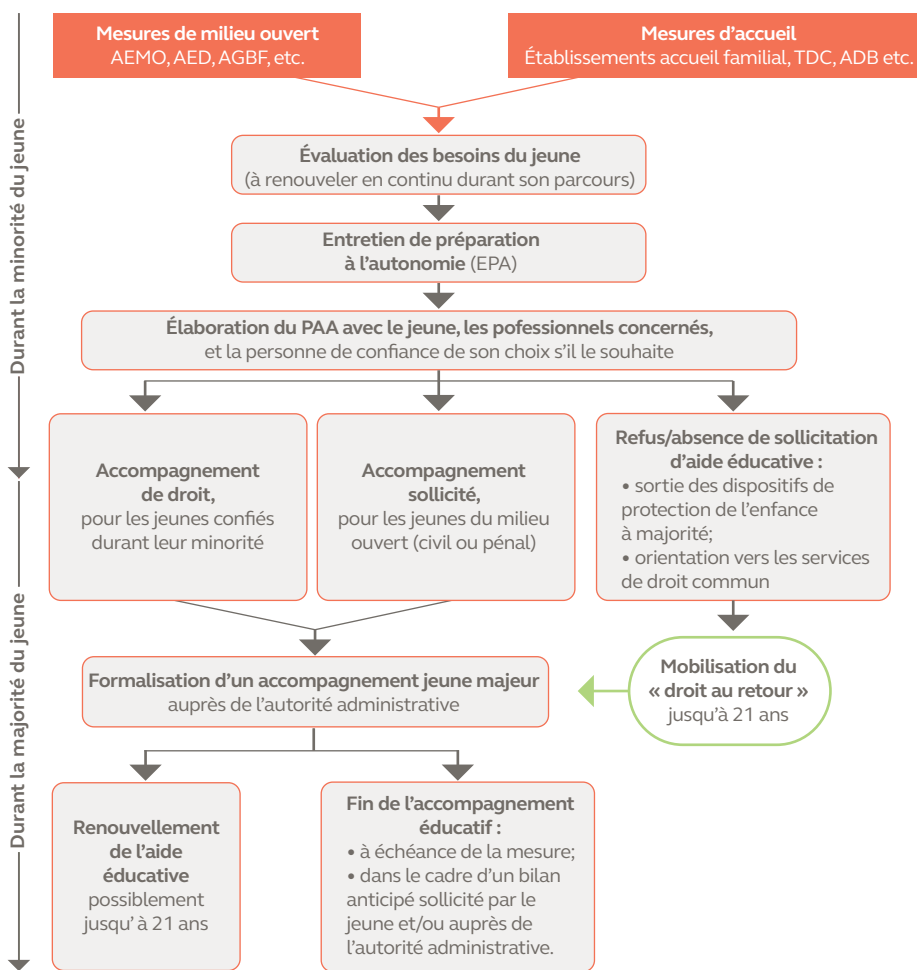 Mesures de milieu ouvert
AEMO, AED, AGBF, etc.
Mesures d'accueil
Établissements accueil familial, TDC, ADB etc.
Durant la minorité du jeune
Évaluation des besoins du jeune
(à renouveler en continu durant son parcours)
Entretien de préparation
à l'autonomie (EPA)
Élaboration du PAA avec le jeune, les pofessionnels concernés,
et la personne de confiance de son choix s'il le souhaite
Accompagnement
de droit,
pour les jeunes confiés
durant leur minorité
Accompagnement
sollicité,
pour les jeunes du milieu
ouvert (civil ou pénal)
Refus/absence de sollicitation
d'aide éducative :
• sortie des dispositifs de
protection de l'enfance
à majorité;
• orientation vers les services
de droit commun
Durant la majorité du jeune
Formalisation d'un accompagnement jeune majeur
auprès de l'autorité administrative
Mobilisation du
« droit au retour »
jusqu'à 21 ans
Renouvellement
de l'aide
éducative
possiblement
jusqu' à 21 ans
Fin de l'accompagnement
éducatif :
• à échéance de la mesure;
• dans le cadre d'un bilan
anticipé sollicité par le
jeune et/ou auprès de
l'autorité administrative.